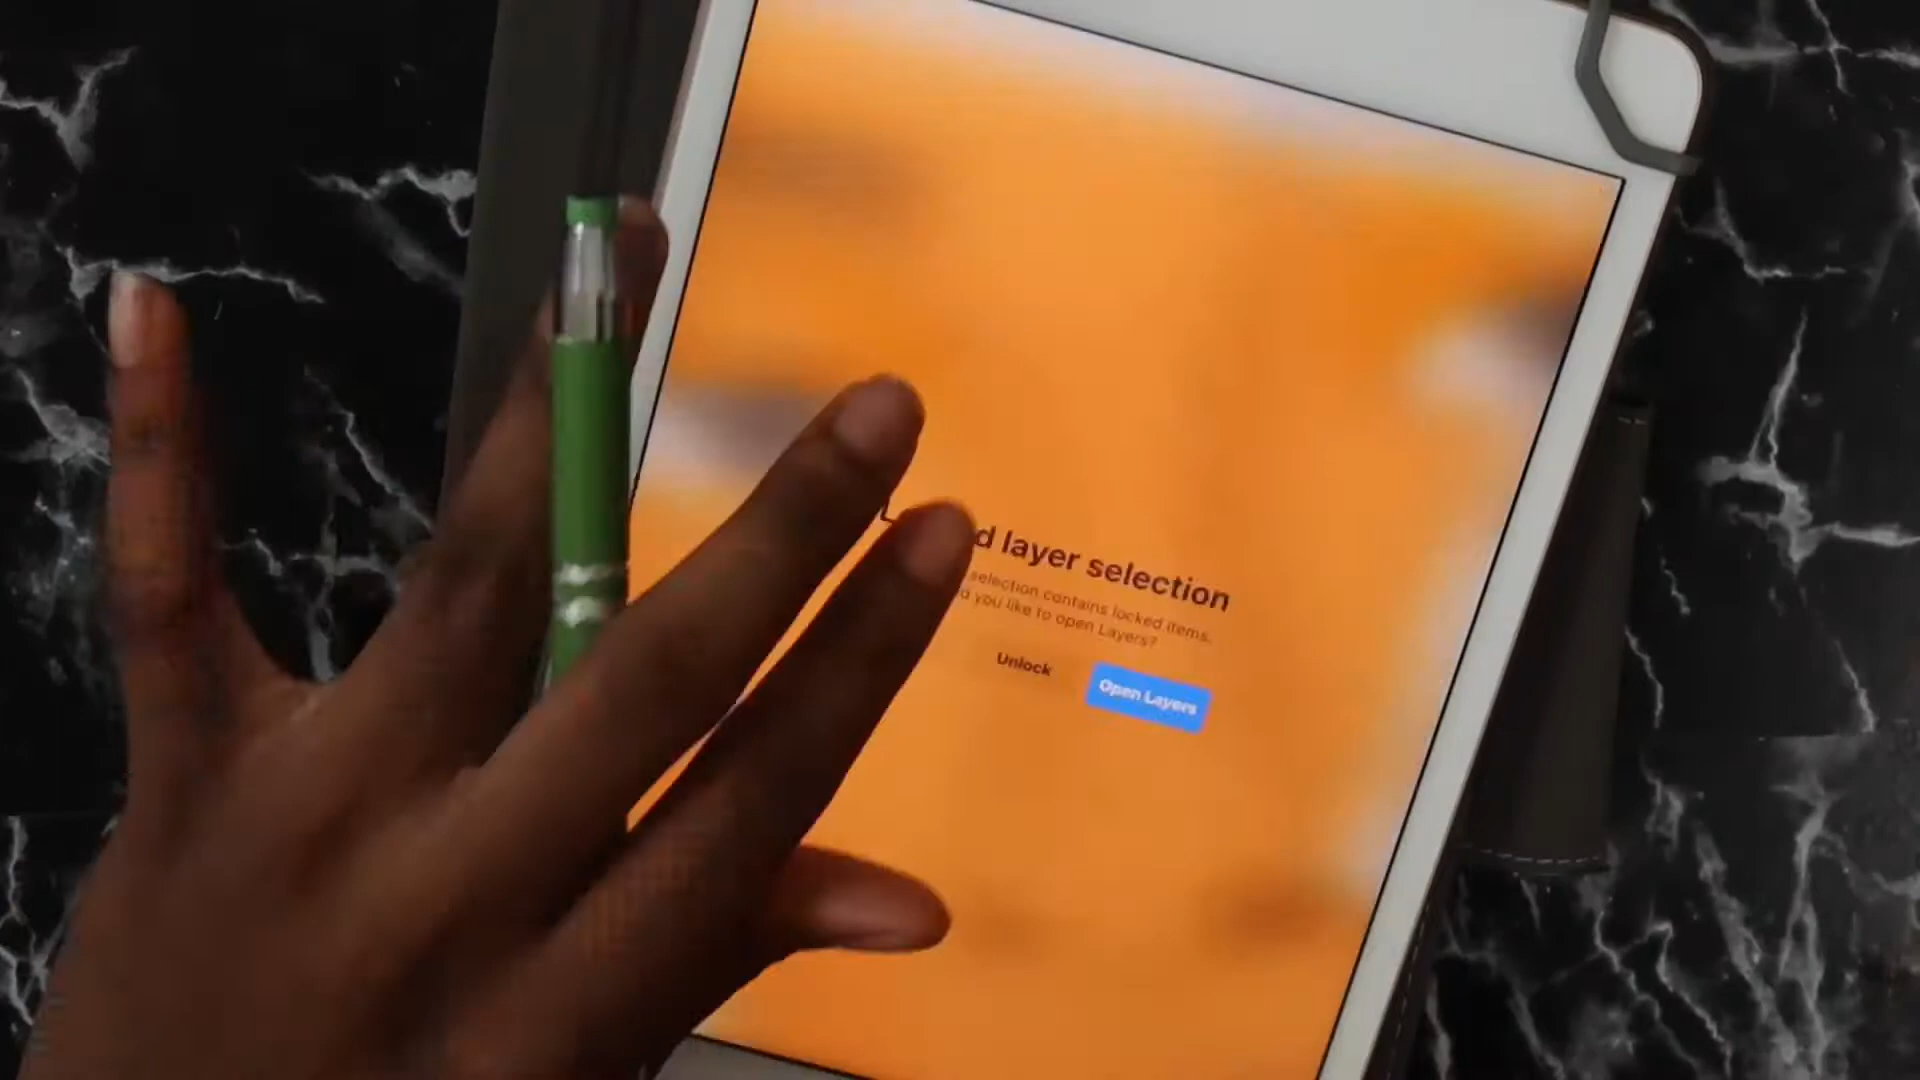 layer selection
selection contains locked items.
you like to open Layers?
Unlock
Open Layers